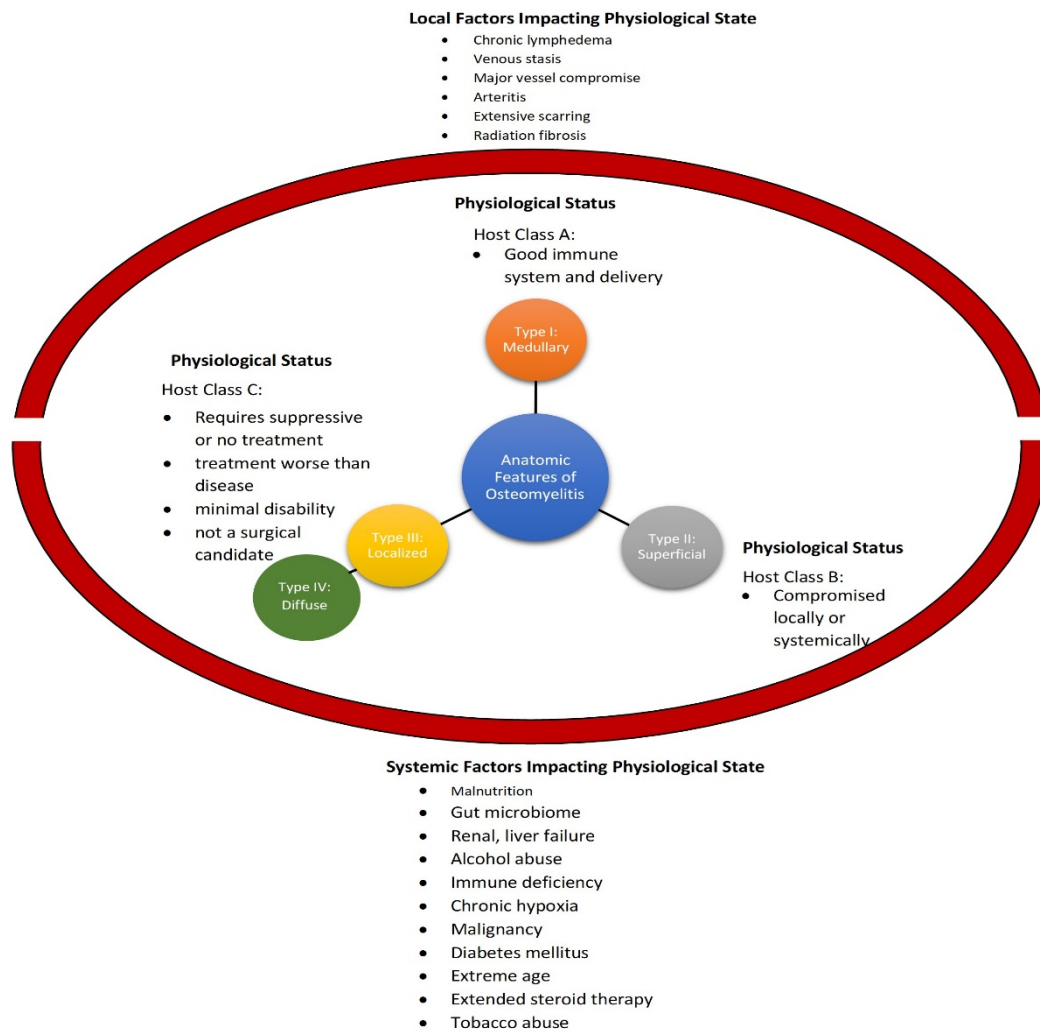 Local Factors Impacting Physiological State
• Chronic lymphedema
• Venous stasis
• Major vessel compromise
• Arteritis
• Extensive scarring
• Radiation fibrosis
Physiological Status
Host Class A:
• Good immune
system and delivery
Type I:
Medullary
Physiological Status
Host Class C:
• Requires suppressive
or no treatment
• treatment worse than
disease
• minimal disability
• not a surgical
candidate
Anatomic
Features of
Osteomyelitis
Type III:
Localized
Type IV:
Diffuse
Type II:
Superficial
Physiological Status
Host Class B:
• Compromised
locally or
systemically
Systemic Factors Impacting Physiological State
• Malnutrition
• Gut microbiome
• Renal, liver failure
• Alcohol abuse
• Immune deficiency
• Chronic hypoxia
• Malignancy
• Diabetes mellitus
• Extreme age
• Extended steroid therapy
• Tobacco abuse